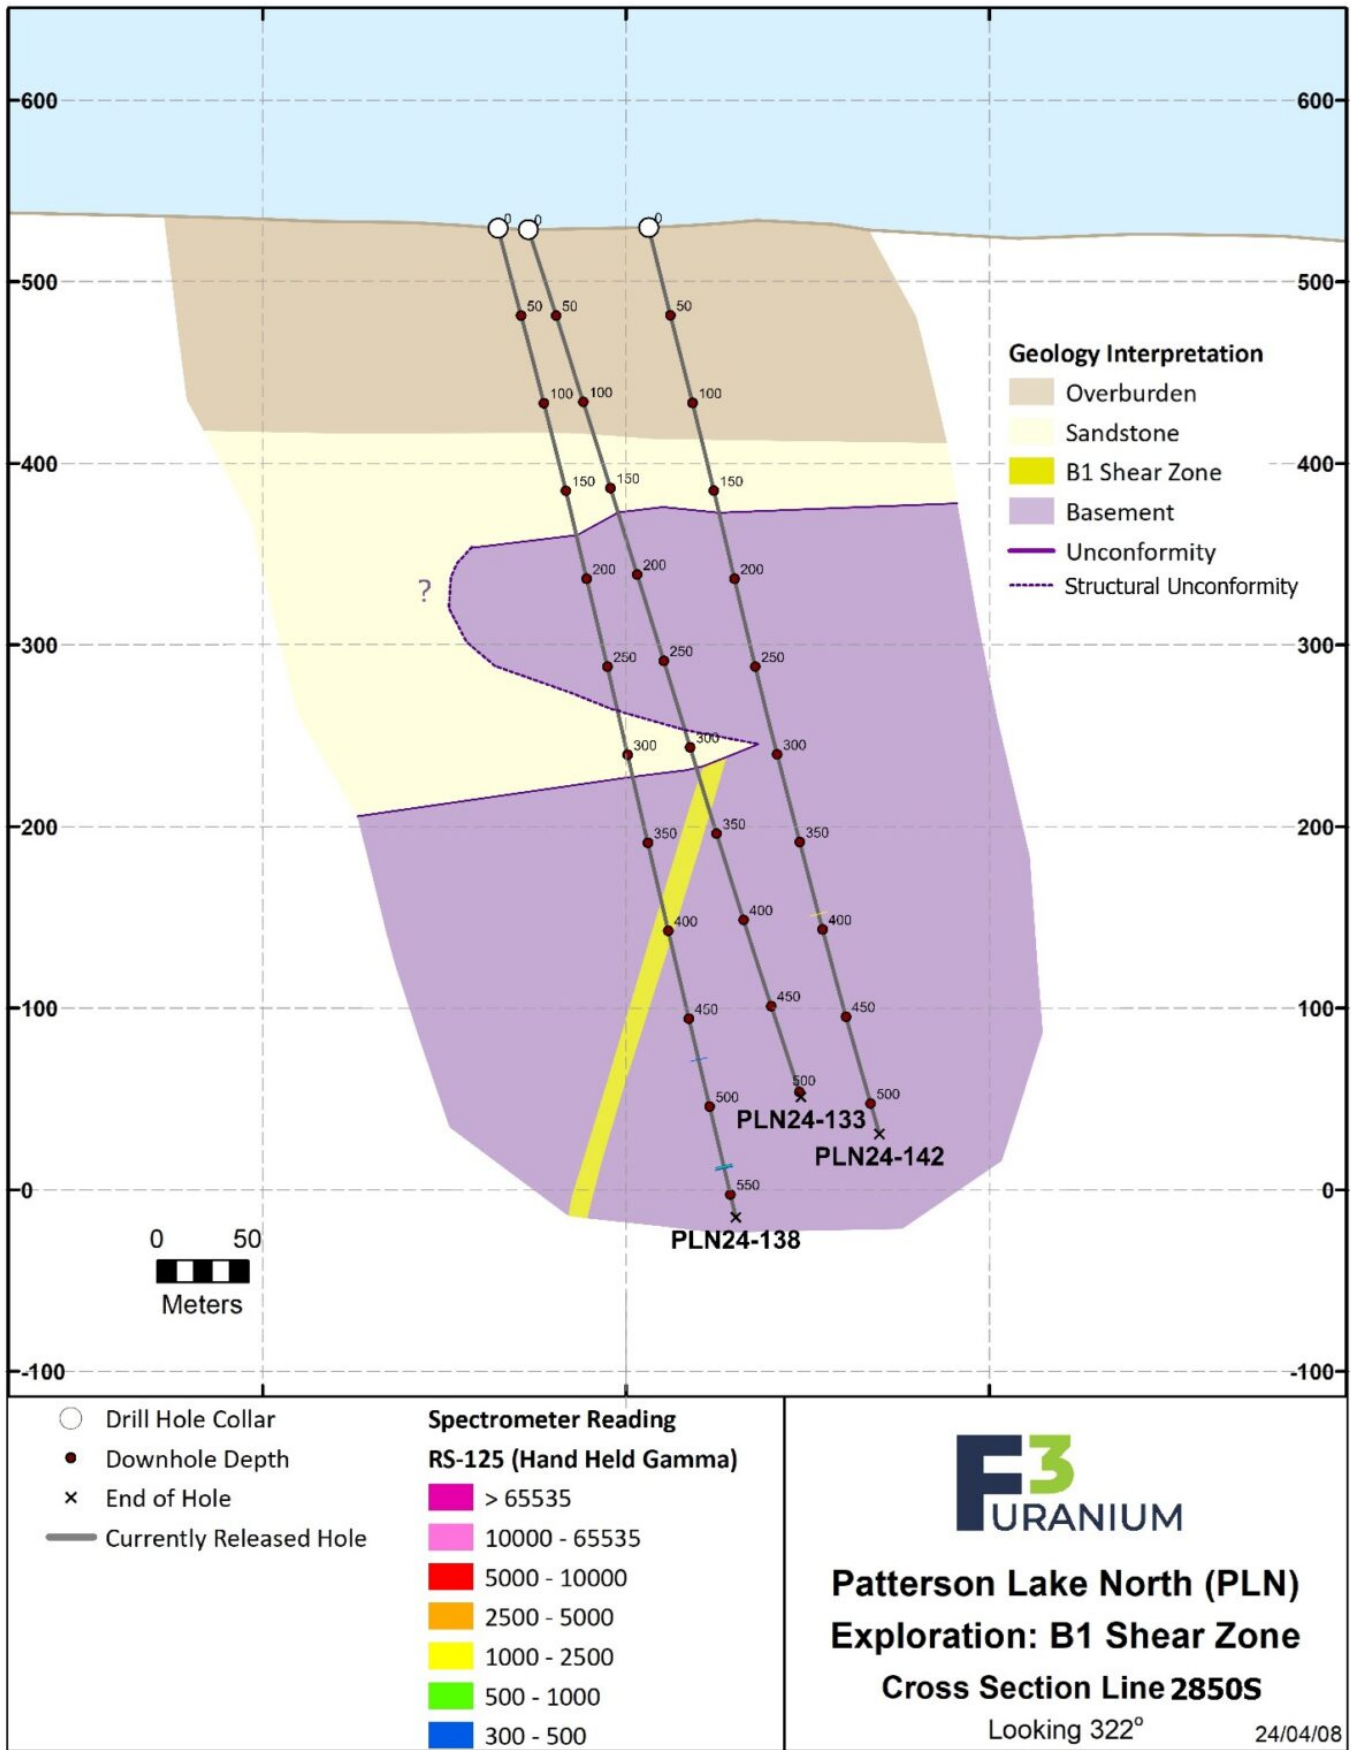 600
600
500
500
400
400
300
300
200
200
100
100
0
0
-100
-100
0
0
0
50
50
50
100
100
100
150
150
150
200
200
200
250
250
250
300
300
300
350
350
350
400
400
400
450
450
450
500
500
500
550
?
PLN24-133
PLN24-142
PLN24-138
Geology Interpretation
Overburden
Sandstone
B1 Shear Zone
Basement
Unconformity
Structural Unconformity
0 50
Meters
Drill Hole Collar
Downhole Depth
End of Hole
Currently Released Hole
Spectrometer Reading
RS-125 (Hand Held Gamma)
> 65535
10000 - 65535
5000 - 10000
2500 - 5000
1000 - 2500
500 - 1000
300 - 500
F3
URANIUM
Patterson Lake North (PLN)
Exploration: B1 Shear Zone
Cross Section Line 2850S
Looking 322°
24/04/08